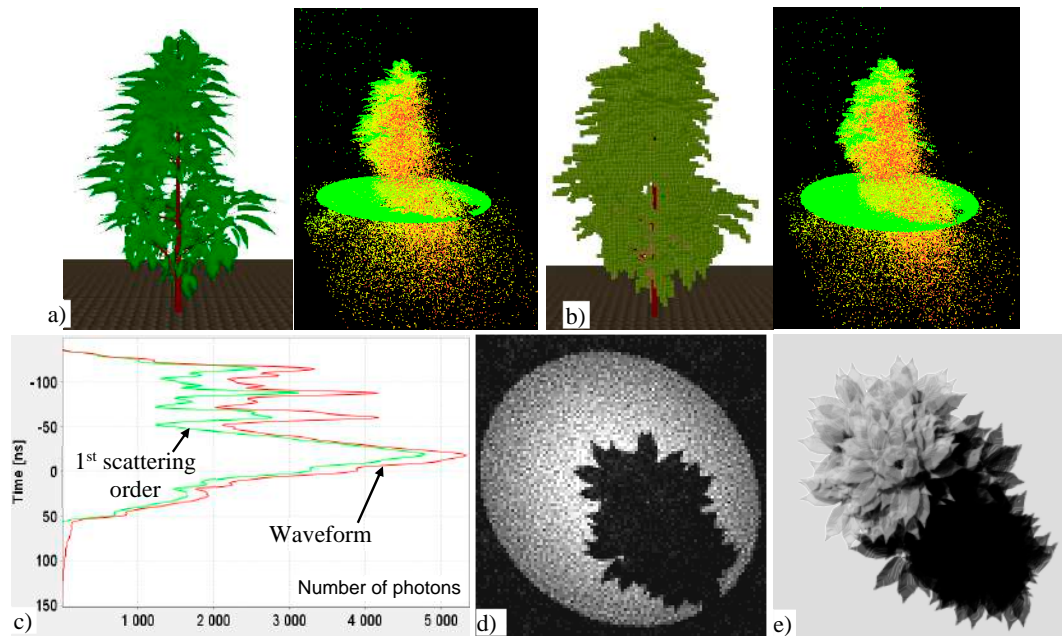 a)
b)
Time [ns]
-100
-50
0
50
100
150
1st scattering
order
Waveform
Number of photons
1 000
2 000
3 000
4 000
5 000
c)
d)
e)